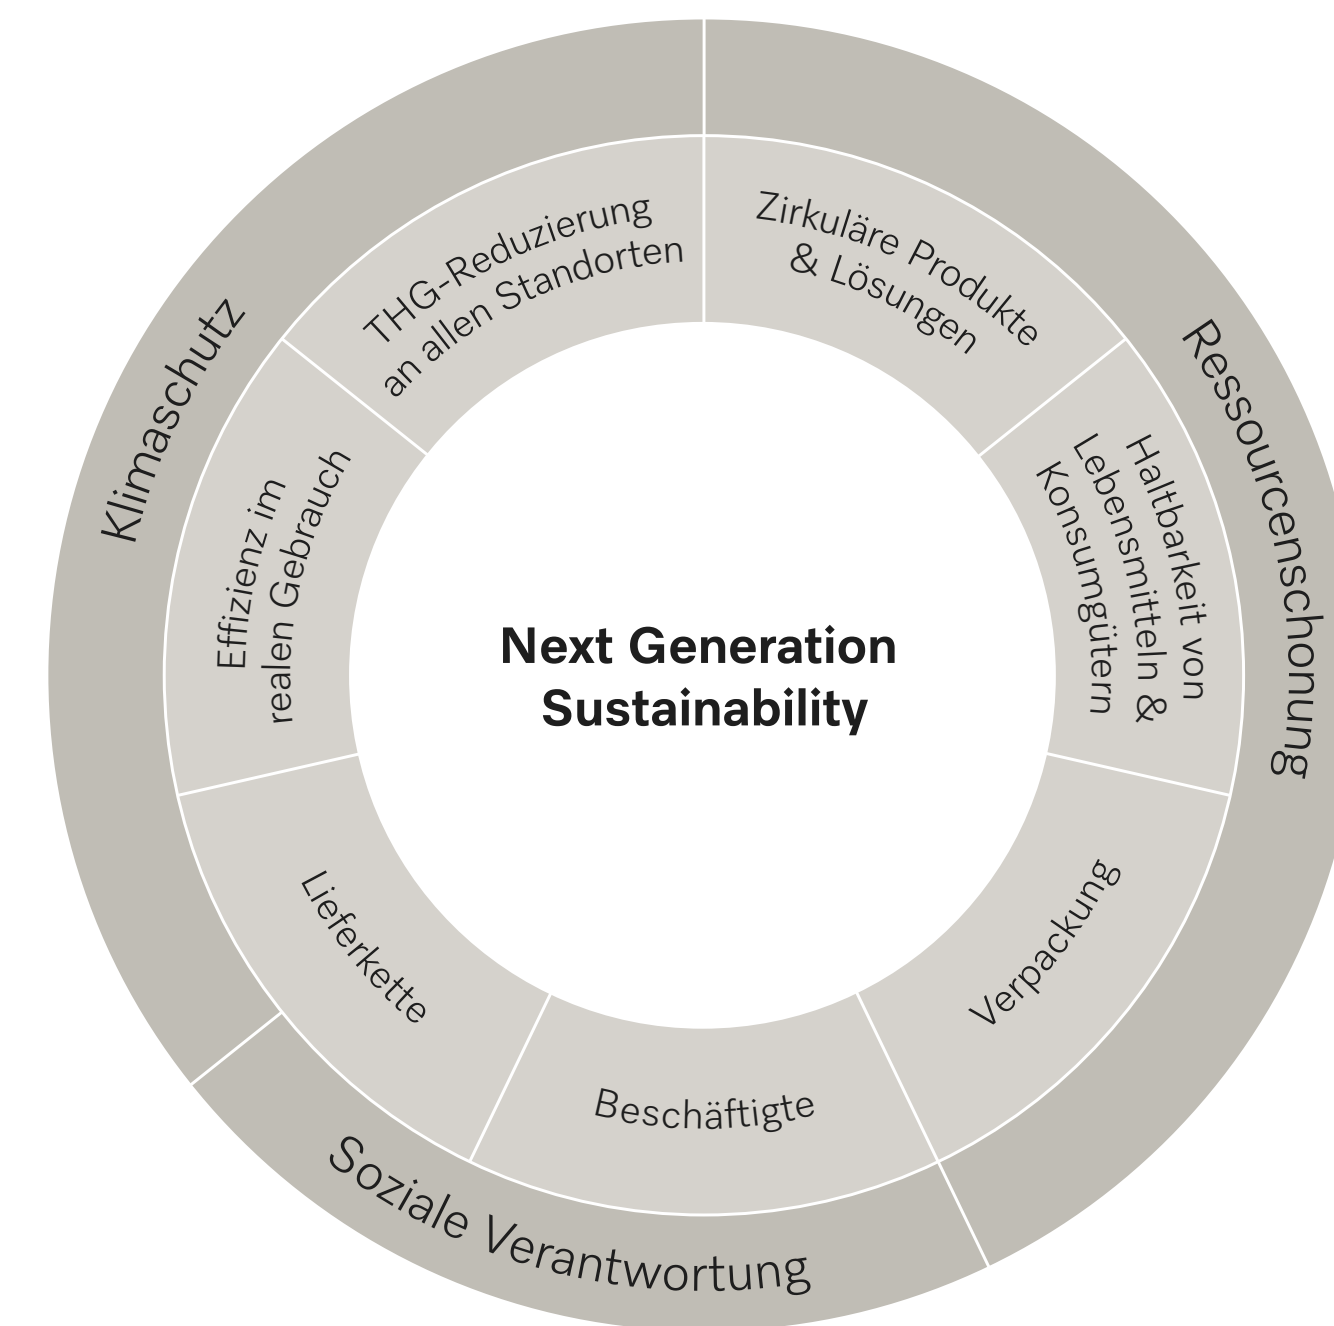 Next Generation
Sustainability
Klimaschutz
THG-Reduzierung
an allen Standorten
Effizienz im
realen Gebrauch
Ressourcenschonung
Zirkuläre Produkte
& Lösungen
Haltbarkeit von
Lebensmitteln &
Konsumgütern
Verpackung
Soziale Verantwortung
Beschäftigte
Lieferkette